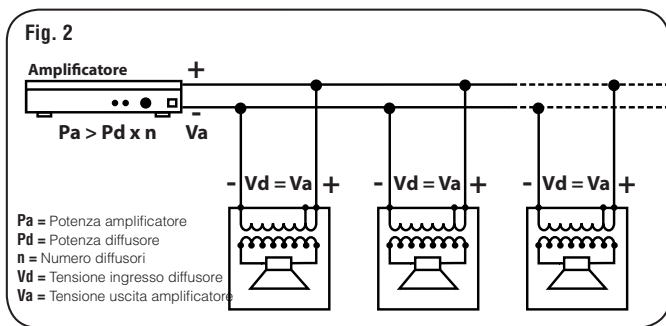 Fig. 2
Amplificatore
+
-
Pa > Pd x n Va
- Vd = Va +
- Vd = Va +
- Vd = Va +
Pa = Potenza amplificatore
Pd = Potenza diffusore
n = Numero diffusori
Vd = Tensione ingresso diffusore
Va = Tensione uscita amplificatore